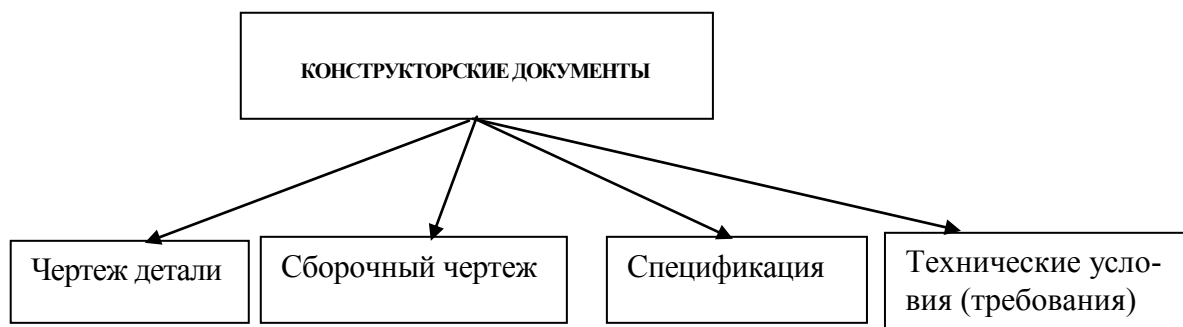 КОНСТРУКТОРСКИЕ ДОКУМЕНТЫ
Чертеж детали
Сборочный чертеж
Спецификация
Технические усло-
вия (требования)